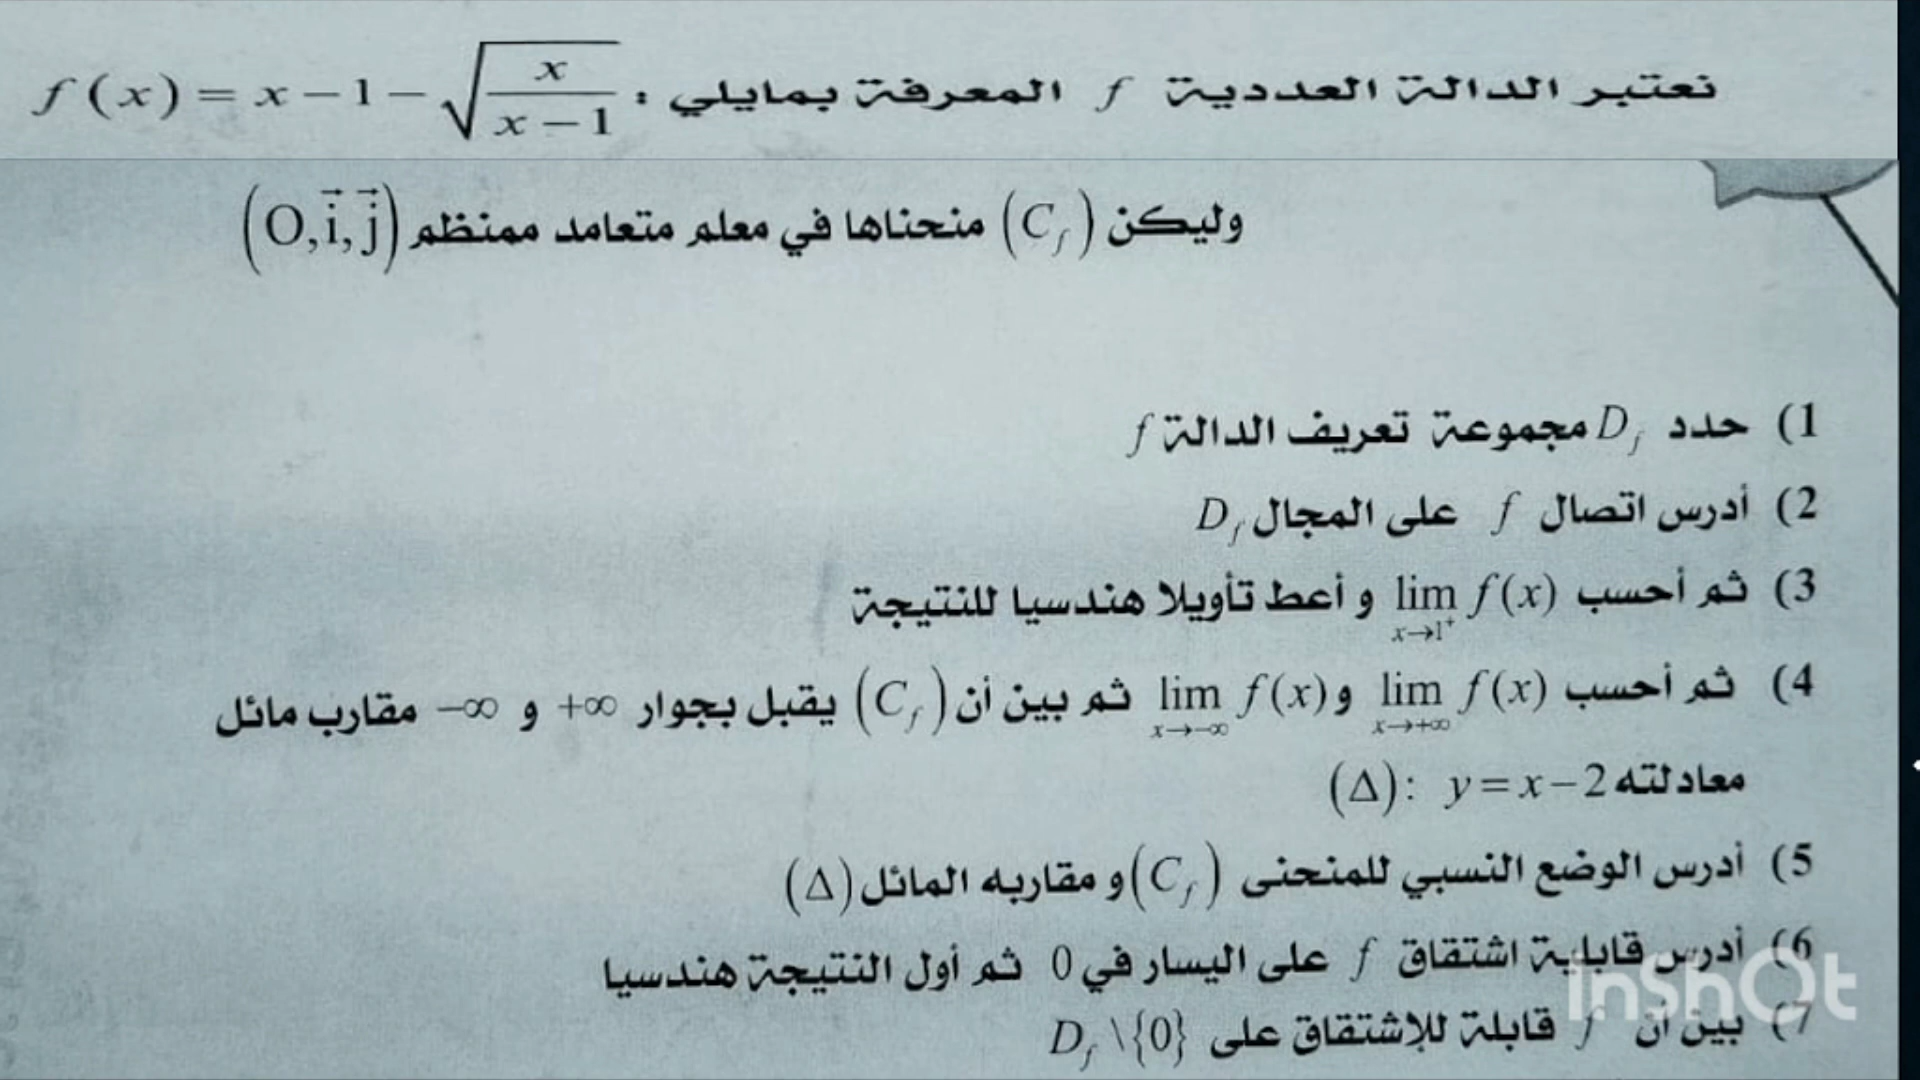 نعتبر الدالة العددية f المعرفة بمايلي : f(x) = x − 1 − √(x/(x − 1))
وليكن (C_f) منحناها في معلم متعامد ممنظم (O, i⃗, j⃗)
1) حدد D_f مجموعة تعريف الدالة f
2) أدرس اتصال f على المجال D_f
3) ثم أحسب lim_{x→1⁺} f(x) و أعط تأويلا هندسيا للنتيجة
4) ثم أحسب lim_{x→+∞} f(x) و lim_{x→−∞} f(x) ثم بين أن (C_f) يقبل بجوار +∞ و −∞ مقارب مائل
معادلته (Δ): y = x − 2
5) أدرس الوضع النسبي للمنحنى (C_f) و مقاربه المائل (Δ)
6) أدرس قابلية اشتقاق f على اليسار في 0 ثم أول النتيجة هندسيا
7) بين أن f قابلة للإشتقاق على D_f \ {0}
InShOt